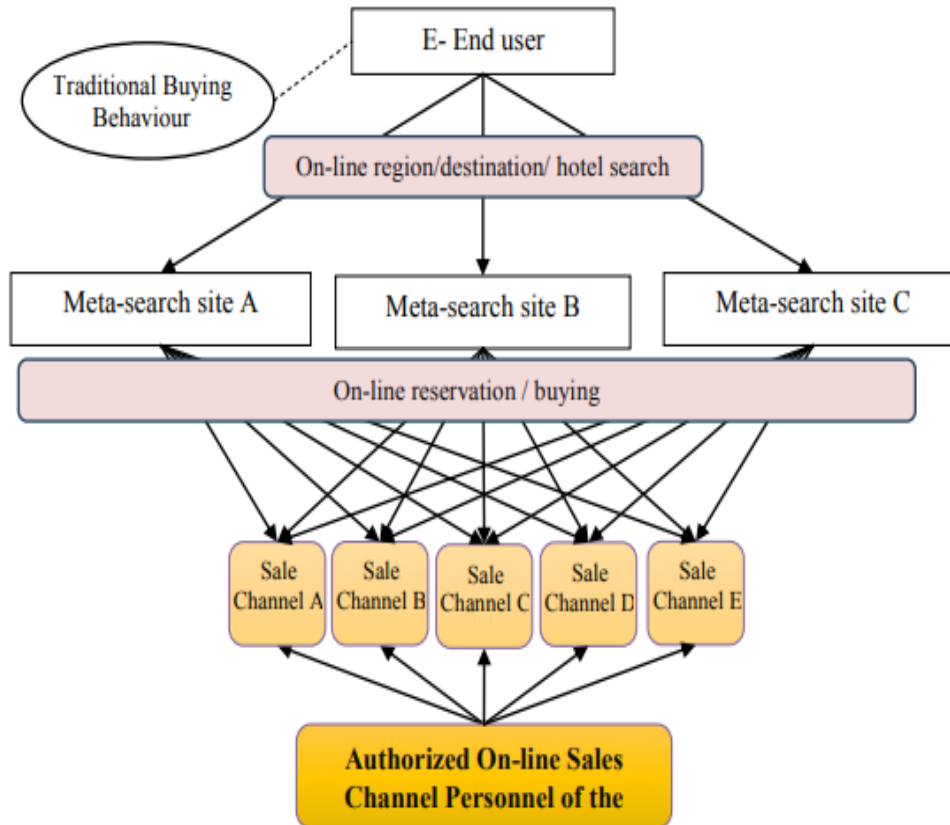 E- End user
Traditional Buying
Behaviour
On-line region/destination/ hotel search
Meta-search site A
Meta-search site B
Meta-search site C
On-line reservation / buying
Sale
Channel A
Sale
Channel B
Sale
Channel C
Sale
Channel D
Sale
Channel E
Authorized On-line Sales
Channel Personnel of the